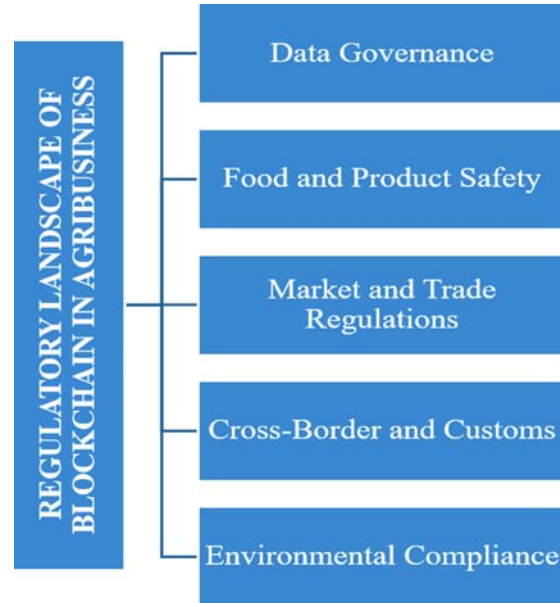 REGULATORY LANDSCAPE OF
BLOCKCHAIN IN AGRIBUSINESS
Data Governance
Food and Product Safety
Market and Trade
Regulations
Cross-Border and Customs
Environmental Compliance